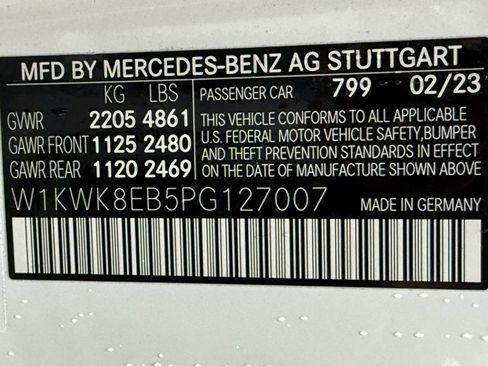 MFD BY MERCEDES-BENZ AG STUTTGART
KG LBS PASSENGER CAR 799 02/23
GVWR 2205 4861
GAWR FRONT 1125 2480
GAWR REAR 1120 2469
THIS VEHICLE CONFORMS TO ALL APPLICABLE
U.S. FEDERAL MOTOR VEHICLE SAFETY, BUMPER
AND THEFT PREVENTION STANDARDS IN EFFECT
ON THE DATE OF MANUFACTURE SHOWN ABOVE.
W1KWK8EB5PG127007 MADE IN GERMANY